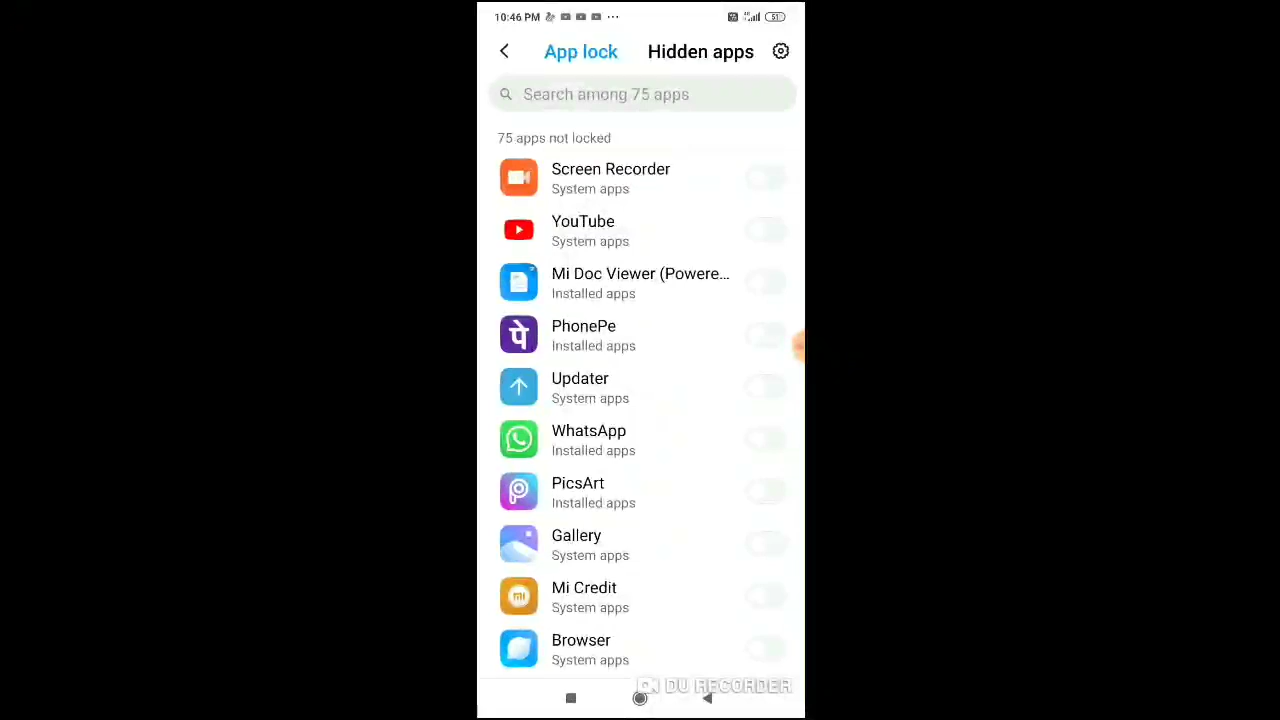 10:46 PM 51
App lock Hidden apps
Search among 75 apps
75 apps not locked
Screen Recorder
System apps
YouTube
System apps
Mi Doc Viewer (Powere...
Installed apps
पे
PhonePe
Installed apps
Updater
System apps
WhatsApp
Installed apps
PicsArt
Installed apps
Gallery
System apps
mi
Mi Credit
System apps
Browser
System apps
DU RECORDER